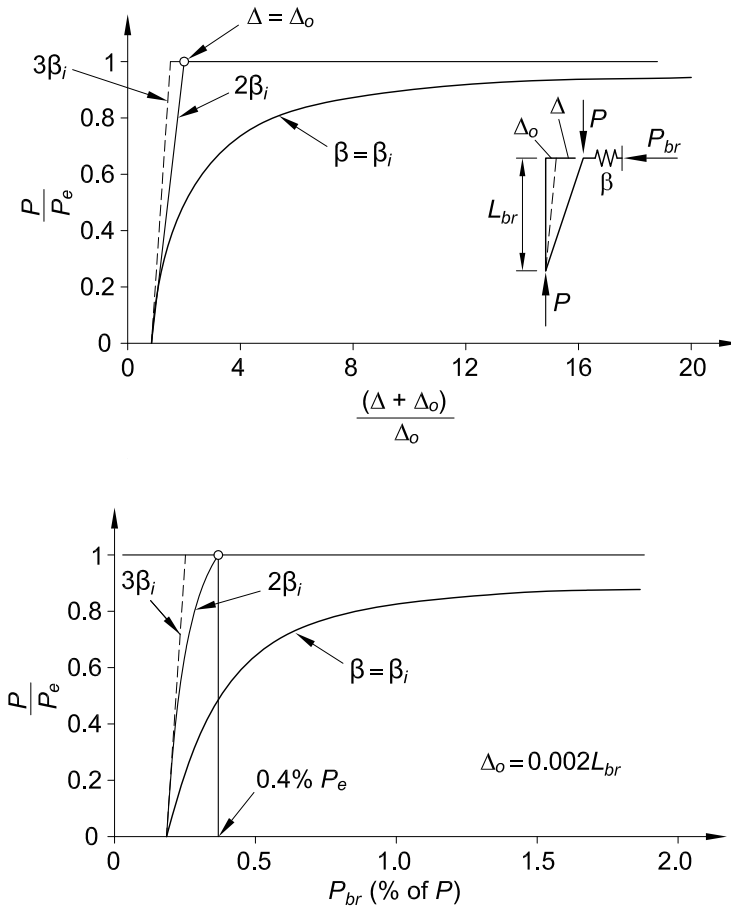 Δ = Δo
1
3βi
2βi
0.8
β = βi
0.6
P
Pe
0.4
0.2
0
Δ
Δo
P
Pbr
β
Lbr
P
0
4
8
12
16
20
(Δ + Δo)
Δo
1
3βi
2βi
0.8
β = βi
0.6
P
Pe
0.4
0.2
0
0.4% Pe
Δo = 0.002Lbr
0
0.5
1.0
1.5
2.0
Pbr (% of P)